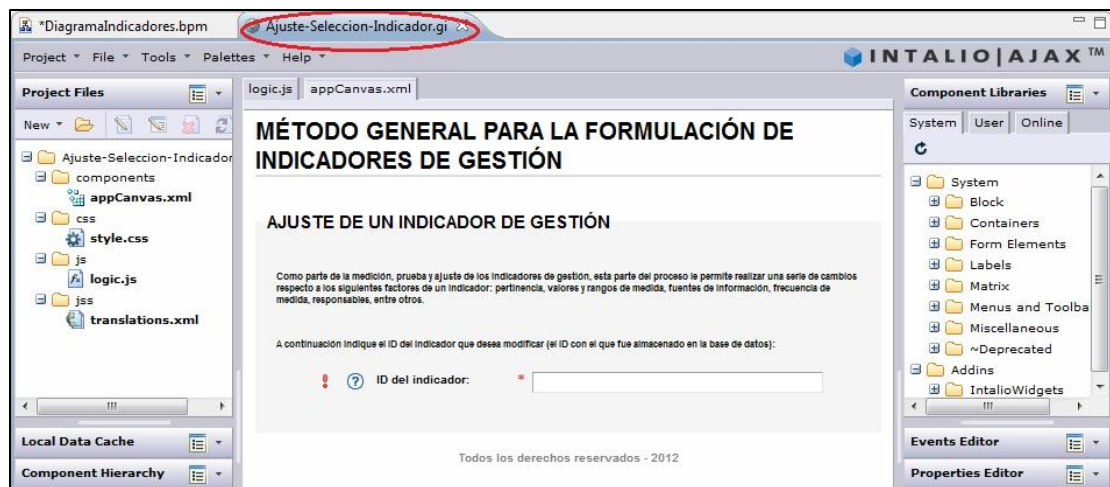 *DiagramaIndicadores.bpm
Ajuste-Seleccion-Indicador.gi
Project File Tools Palettes Help
INTALIO|AJAX™
Project Files
New
Ajuste-Seleccion-Indicador
components
appCanvas.xml
css
style.css
js
logic.js
jss
translations.xml
Local Data Cache
Component Hierarchy
logic.js appCanvas.xml
MÉTODO GENERAL PARA LA FORMULACIÓN DE
INDICADORES DE GESTIÓN
AJUSTE DE UN INDICADOR DE GESTIÓN
Como parte de la medición, prueba y ajuste de los indicadores de gestión, esta parte del proceso le permite realizar una serie de cambios
respecto a los siguientes factores de un indicador: pertinencia, valores y rangos de medida, fuentes de información, frecuencia de
medida, responsables, entre otros.
A continuación indique el ID del indicador que desea modificar (el ID con el que fue almacenado en la base de datos):
ID del indicador: *
Todos los derechos reservados - 2012
Component Libraries
System User Online
System
Block
Containers
Form Elements
Labels
Matrix
Menus and Toolba
Miscellaneous
~Deprecated
Addins
IntalioWidgets
Events Editor
Properties Editor